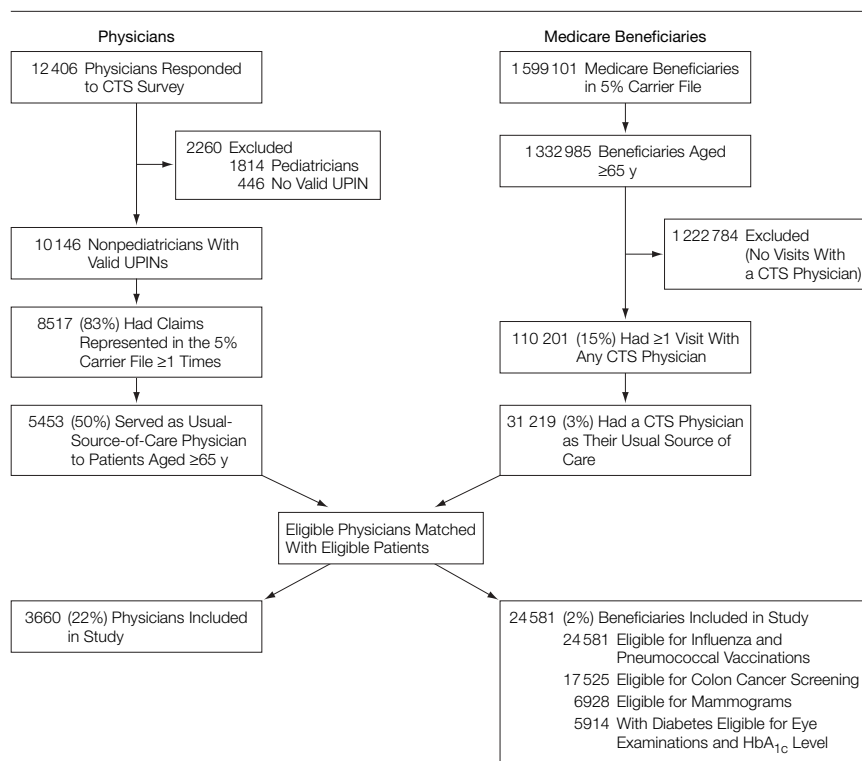 Physicians
12 406 Physicians Responded
to CTS Survey
2260 Excluded
1814 Pediatricians
446 No Valid UPIN
10 146 Nonpediatricians With
Valid UPINs
8517 (83%) Had Claims
Represented in the 5%
Carrier File ≥1 Times
5453 (50%) Served as Usual-
Source-of-Care Physician
to Patients Aged ≥65 y
Medicare Beneficiaries
1 599 101 Medicare Beneficiaries
in 5% Carrier File
1 332 985 Beneficiaries Aged
≥65 y
1 222 784 Excluded
(No Visits With
a CTS Physician)
110 201 (15%) Had ≥1 Visit With
Any CTS Physician
31 219 (3%) Had a CTS Physician
as Their Usual Source of
Care
Eligible Physicians Matched
With Eligible Patients
3660 (22%) Physicians Included
in Study
24 581 (2%) Beneficiaries Included in Study
24 581 Eligible for Influenza and
Pneumococcal Vaccinations
17 525 Eligible for Colon Cancer Screening
6928 Eligible for Mammograms
5914 With Diabetes Eligible for Eye
Examinations and HbA1c Level